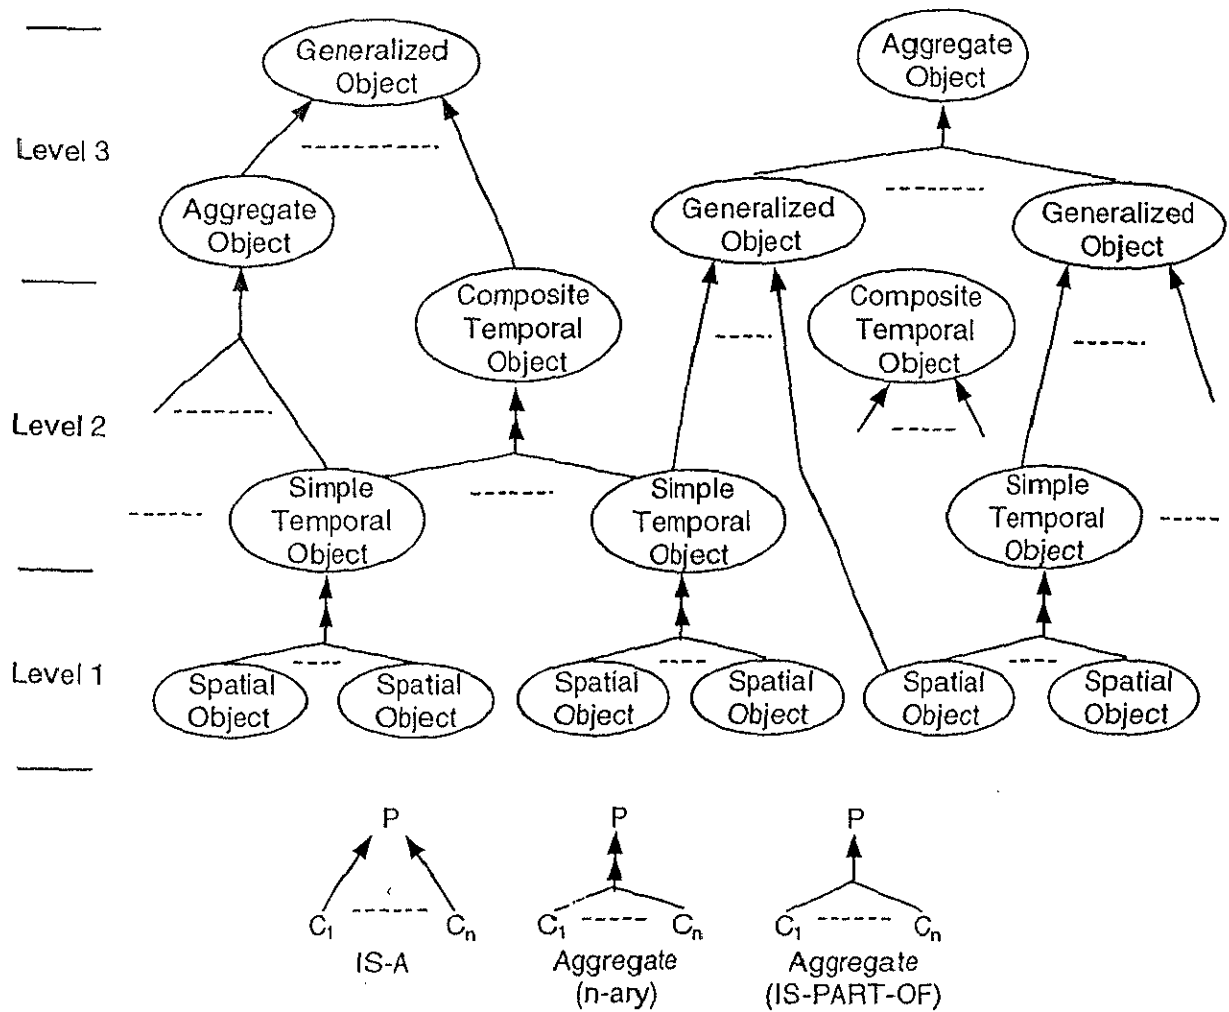 Generalized
Object
Aggregate
Object
Level 3
Aggregate
Object
Generalized
Object
Generalized
Object
Composite
Temporal
Object
Composite
Temporal
Object
Level 2
Simple
Temporal
Object
Simple
Temporal
Object
Simple
Temporal
Object
Level 1
Spatial
Object
Spatial
Object
Spatial
Object
Spatial
Object
Spatial
Object
Spatial
Object
P
C₁ Cₙ
IS-A
P
C₁ Cₙ
Aggregate
(n-ary)
P
C₁ Cₙ
Aggregate
(IS-PART-OF)